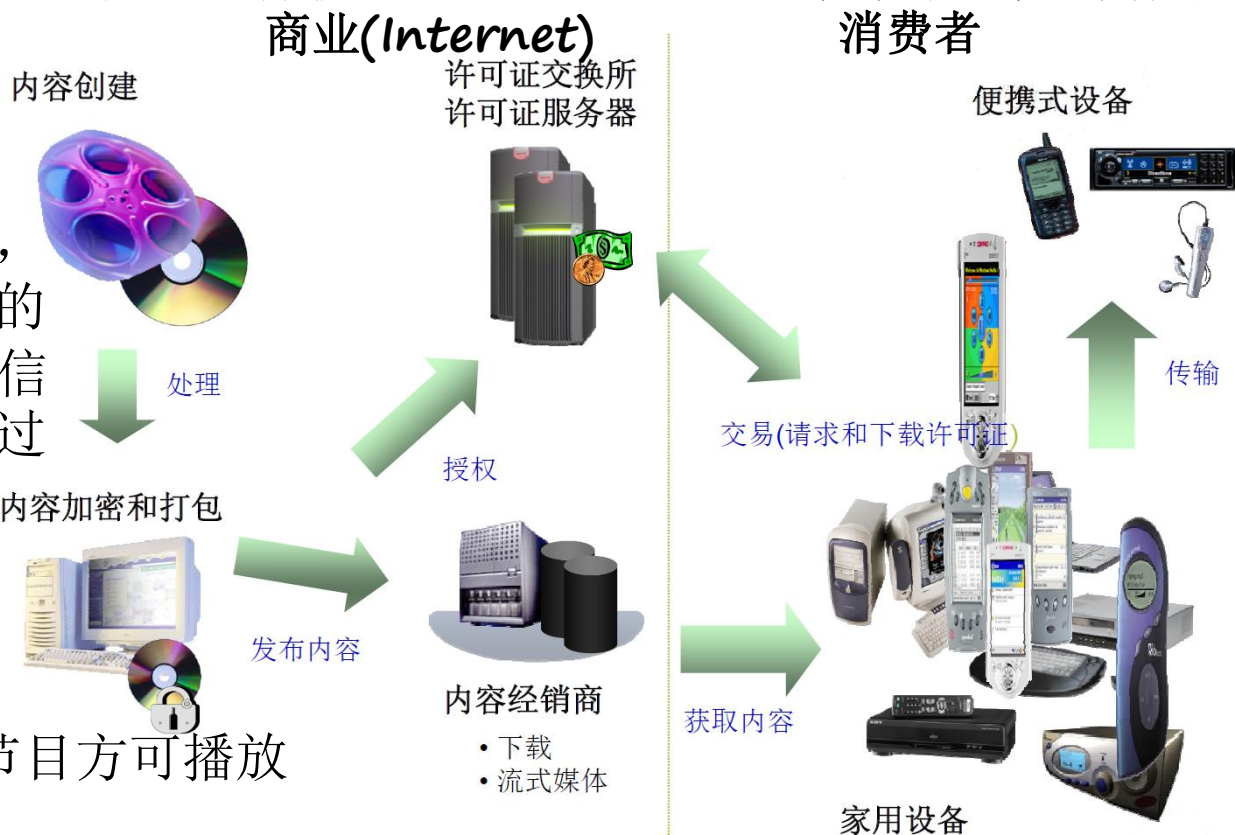 商业(Internet)
消费者
内容创建
许可证交换所
许可证服务器
便携式设备
，
的
信
过
处理
授权
交易(请求和下载许可证)
传输
内容加密和打包
发布内容
内容经销商
• 下载
• 流式媒体
获取内容
节目方可播放
家用设备